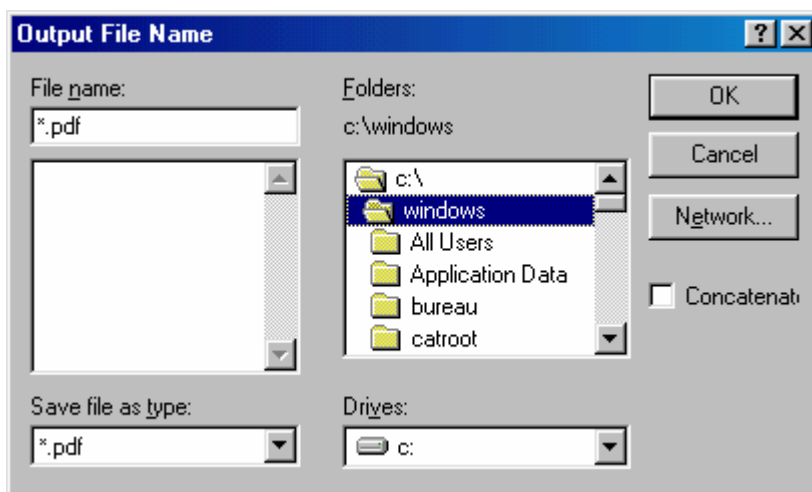 Output File Name
File name:
*.pdf
Save file as type:
*.pdf
Folders:
c:\windows
c:\
windows
All Users
Application Data
bureau
catroot
Drives:
c:
OK
Cancel
Network...
Concatenat